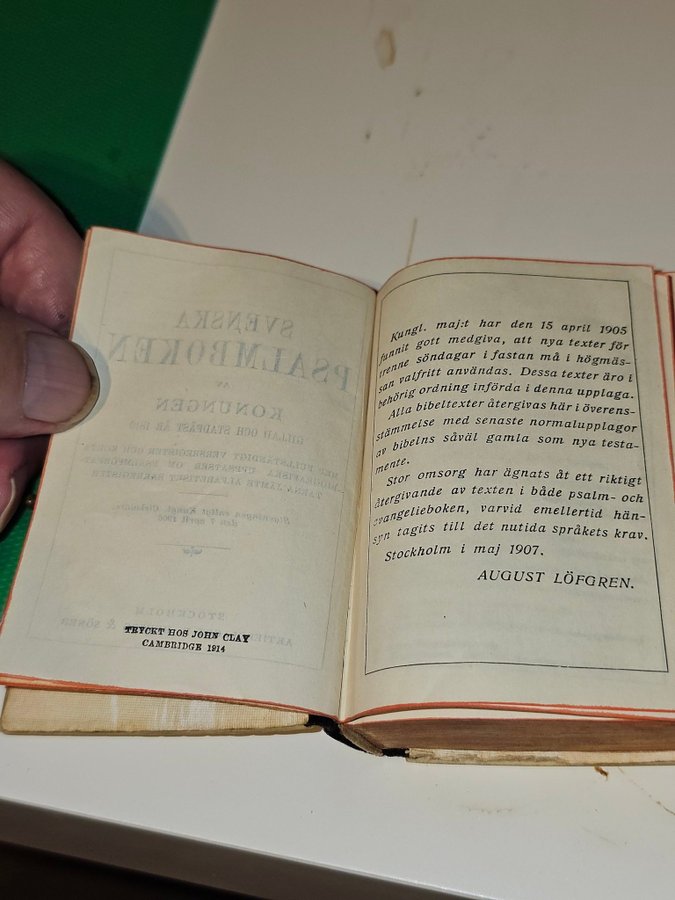 TRYCKT HOS JOHN CLAY
CAMBRIDGE 1914
Kungl. maj:t har den 15 april 1905
funnit gott medgiva, att nya texter för
trenne söndagar i fastan må i högmäs-
san valfritt användas. Dessa texter äro i
behörig ordning införda i denna upplaga.
Alla bibeltexter återgivas här i överens-
stämmelse med senaste normalupplagor
av bibelns såväl gamla som nya testa-
mente.
Stor omsorg har ägnats åt ett riktigt
återgivande av texten i både psalm- och
evangelieboken, varvid emellertid hän-
syn tagits till det nutida språkets krav.
Stockholm i maj 1907.
AUGUST LÖFGREN.